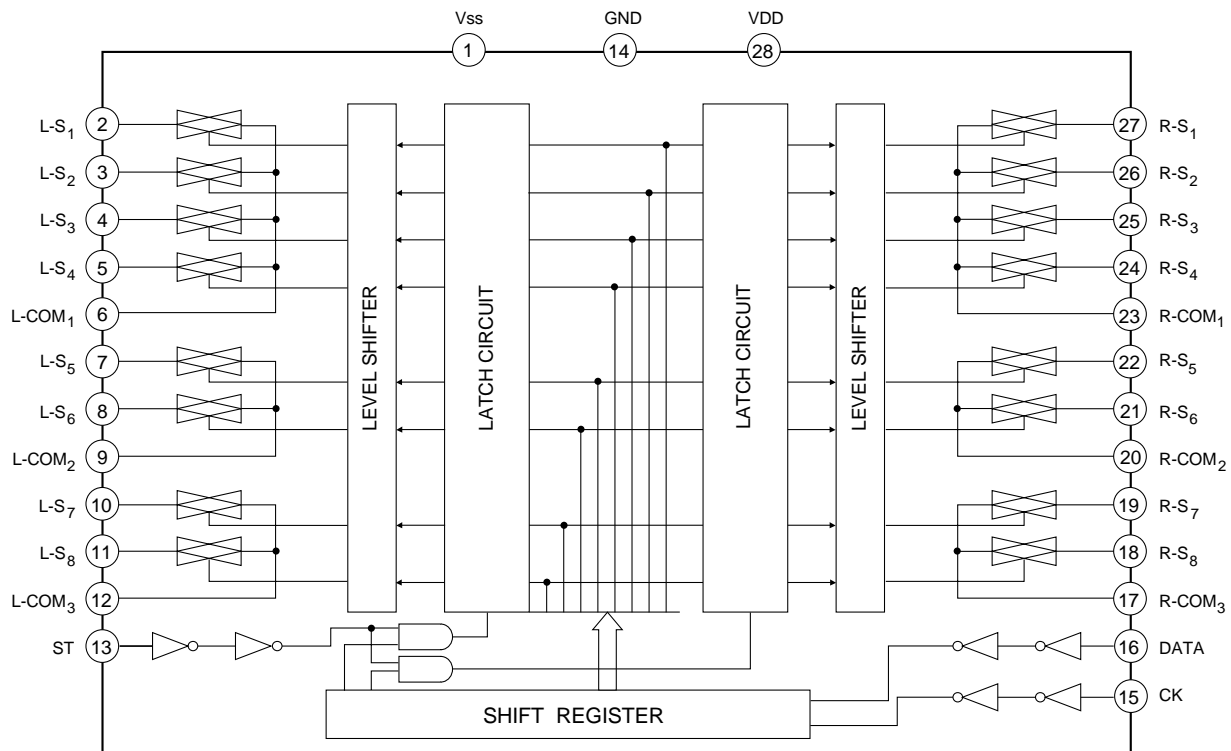 Vss GND VDD
1 14 28
L-S1 2 27 R-S1
L-S2 3 26 R-S2
L-S3 4 25 R-S3
L-S4 5 24 R-S4
L-COM1 6 23 R-COM1
L-S5 7 22 R-S5
L-S6 8 21 R-S6
L-COM2 9 20 R-COM2
L-S7 10 19 R-S7
L-S8 11 18 R-S8
L-COM3 12 17 R-COM3
ST 13 16 DATA
15 CK
LEVEL SHIFTER
LATCH CIRCUIT
LATCH CIRCUIT
LEVEL SHIFTER
SHIFT REGISTER